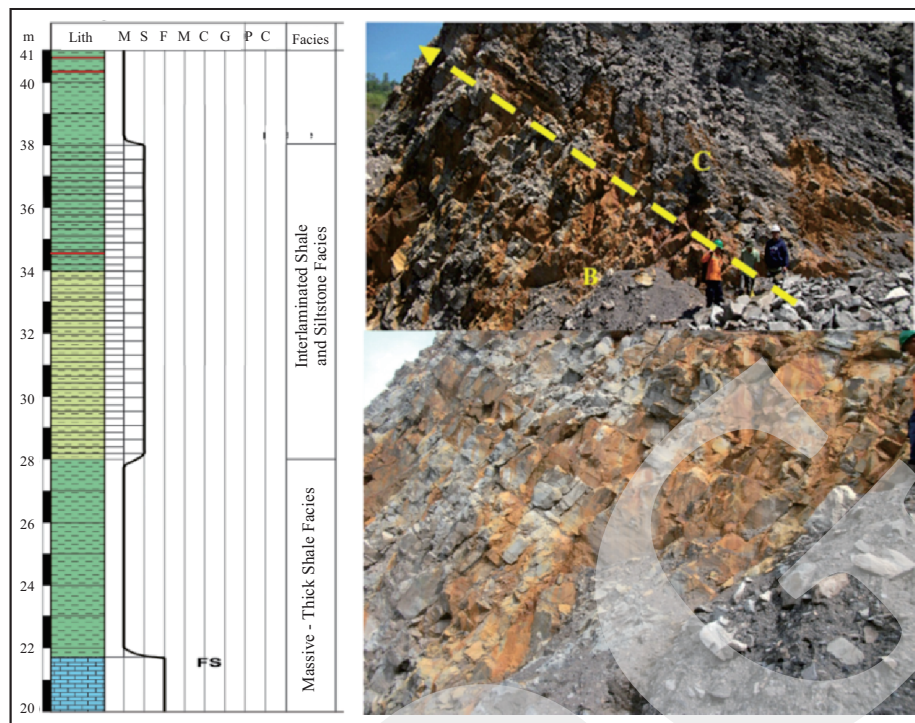 m Lith M S F M C G P C Facies
41
40
38
36
34
32
30
28
26
24
22
20
Interlaminated Shale
and Siltstone Facies
Massive - Thick Shale Facies
FS
C
B